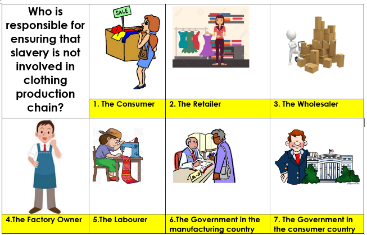 Who is
responsible for
ensuring that
slavery is not
involved in
clothing
production
chain?
SALE
1. The Consumer
2. The Retailer
3. The Wholesaler
4.The Factory Owner
5.The Labourer
6.The Government in the
manufacturing country
7. The Government in
the consumer country